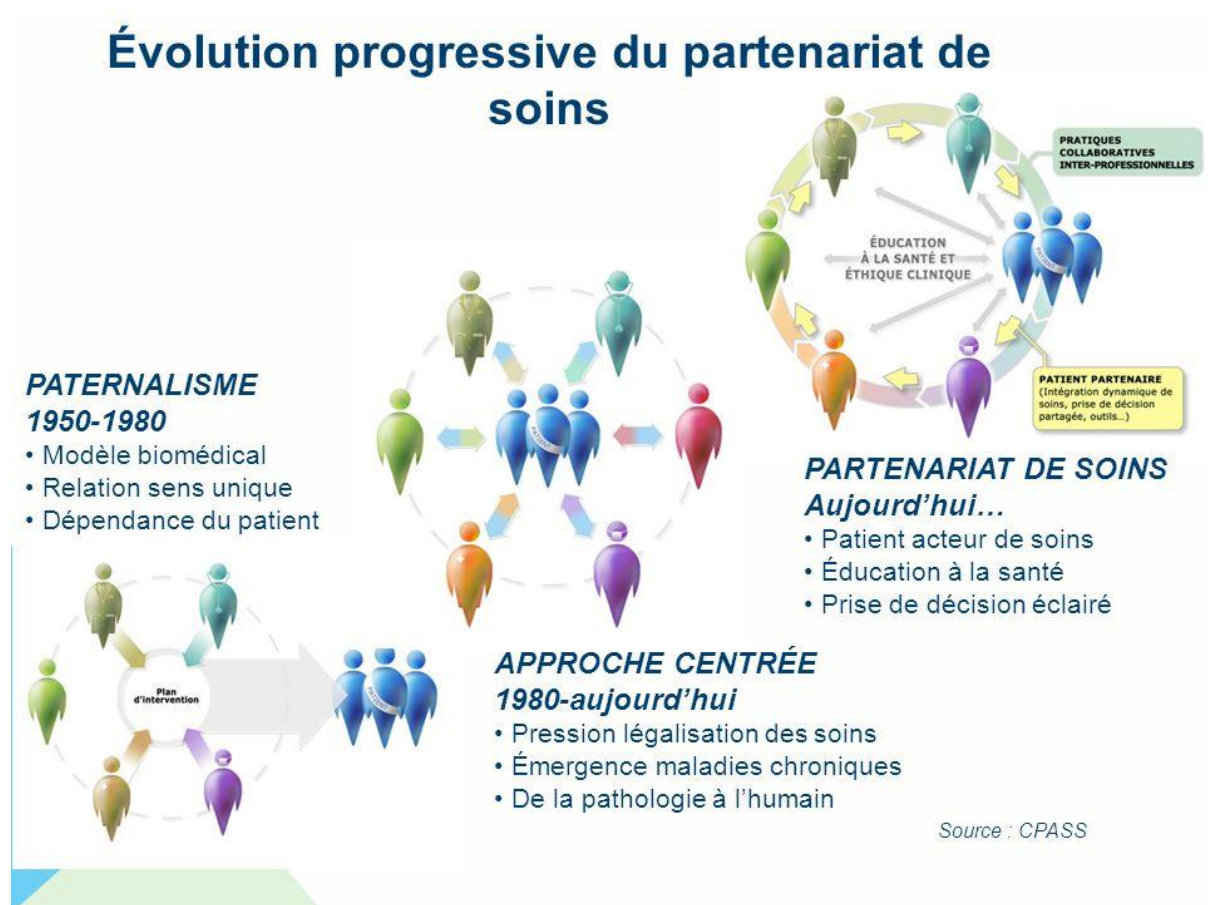 Évolution progressive du partenariat de
soins
PRATIQUES
COLLABORATIVES
INTER-PROFESSIONNELLES
ÉDUCATION
À LA SANTÉ ET
ÉTHIQUE CLINIQUE
PATIENT
PATIENT PARTENAIRE
(Intégration dynamique de
soins, prise de décision
partagée, outils...)
PATIENT
PATERNALISME
1950-1980
• Modèle biomédical
• Relation sens unique
• Dépendance du patient
Plan
d'intervention
PATIENT
PARTENARIAT DE SOINS
Aujourd'hui…
• Patient acteur de soins
• Éducation à la santé
• Prise de décision éclairé
APPROCHE CENTRÉE
1980-aujourd'hui
• Pression légalisation des soins
• Émergence maladies chroniques
• De la pathologie à l'humain
Source : CPASS